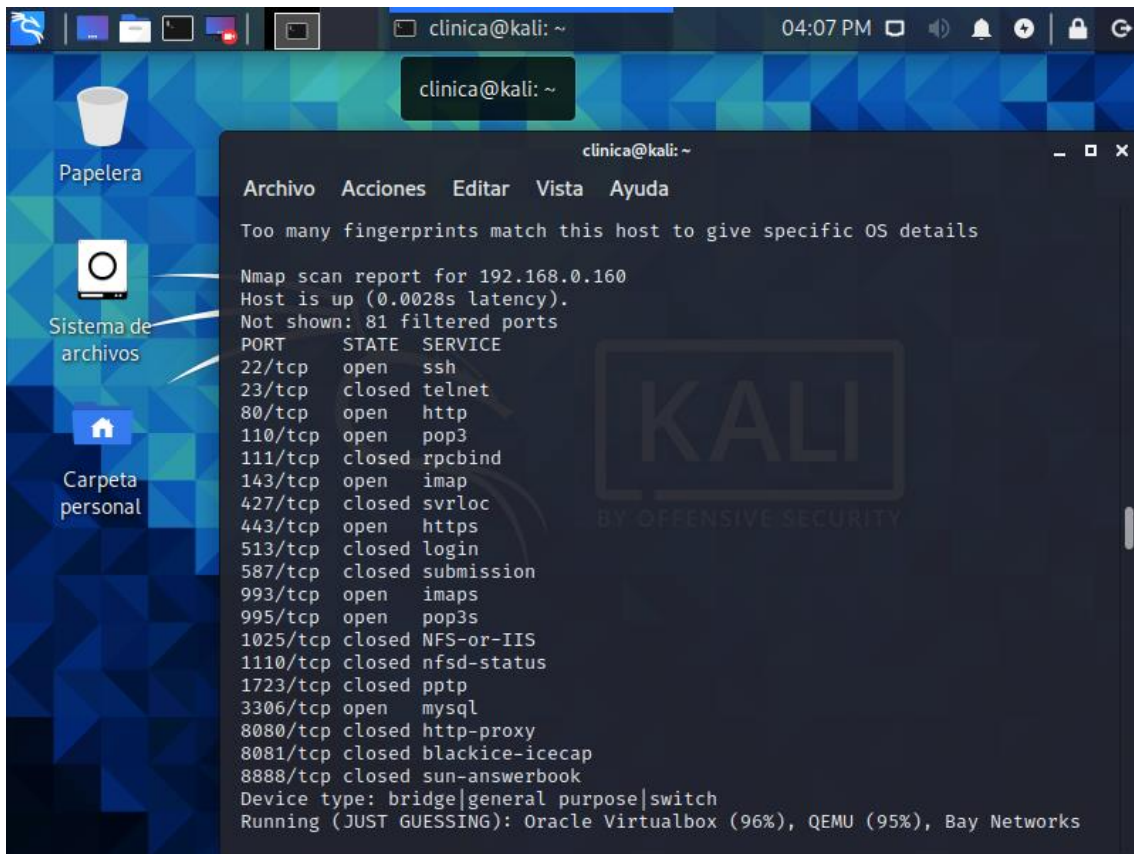 clinica@kali: ~
04:07 PM
clinica@kali: ~
Papelera
Sistema de
archivos
Carpeta
personal
clinica@kali: ~
Archivo Acciones Editar Vista Ayuda
Too many fingerprints match this host to give specific OS details
Nmap scan report for 192.168.0.160
Host is up (0.0028s latency).
Not shown: 81 filtered ports
PORT STATE SERVICE
22/tcp open ssh
23/tcp closed telnet
80/tcp open http
110/tcp open pop3
111/tcp closed rpcbind
143/tcp open imap
427/tcp closed svrloc
443/tcp open https
513/tcp closed login
587/tcp closed submission
993/tcp open imaps
995/tcp open pop3s
1025/tcp closed NFS-or-IIS
1110/tcp closed nfsd-status
1723/tcp closed pptp
3306/tcp open mysql
8080/tcp closed http-proxy
8081/tcp closed blackice-icecap
8888/tcp closed sun-answerbook
Device type: bridge|general purpose|switch
Running (JUST GUESSING): Oracle Virtualbox (96%), QEMU (95%), Bay Networks
KALI
BY OFFENSIVE SECURITY